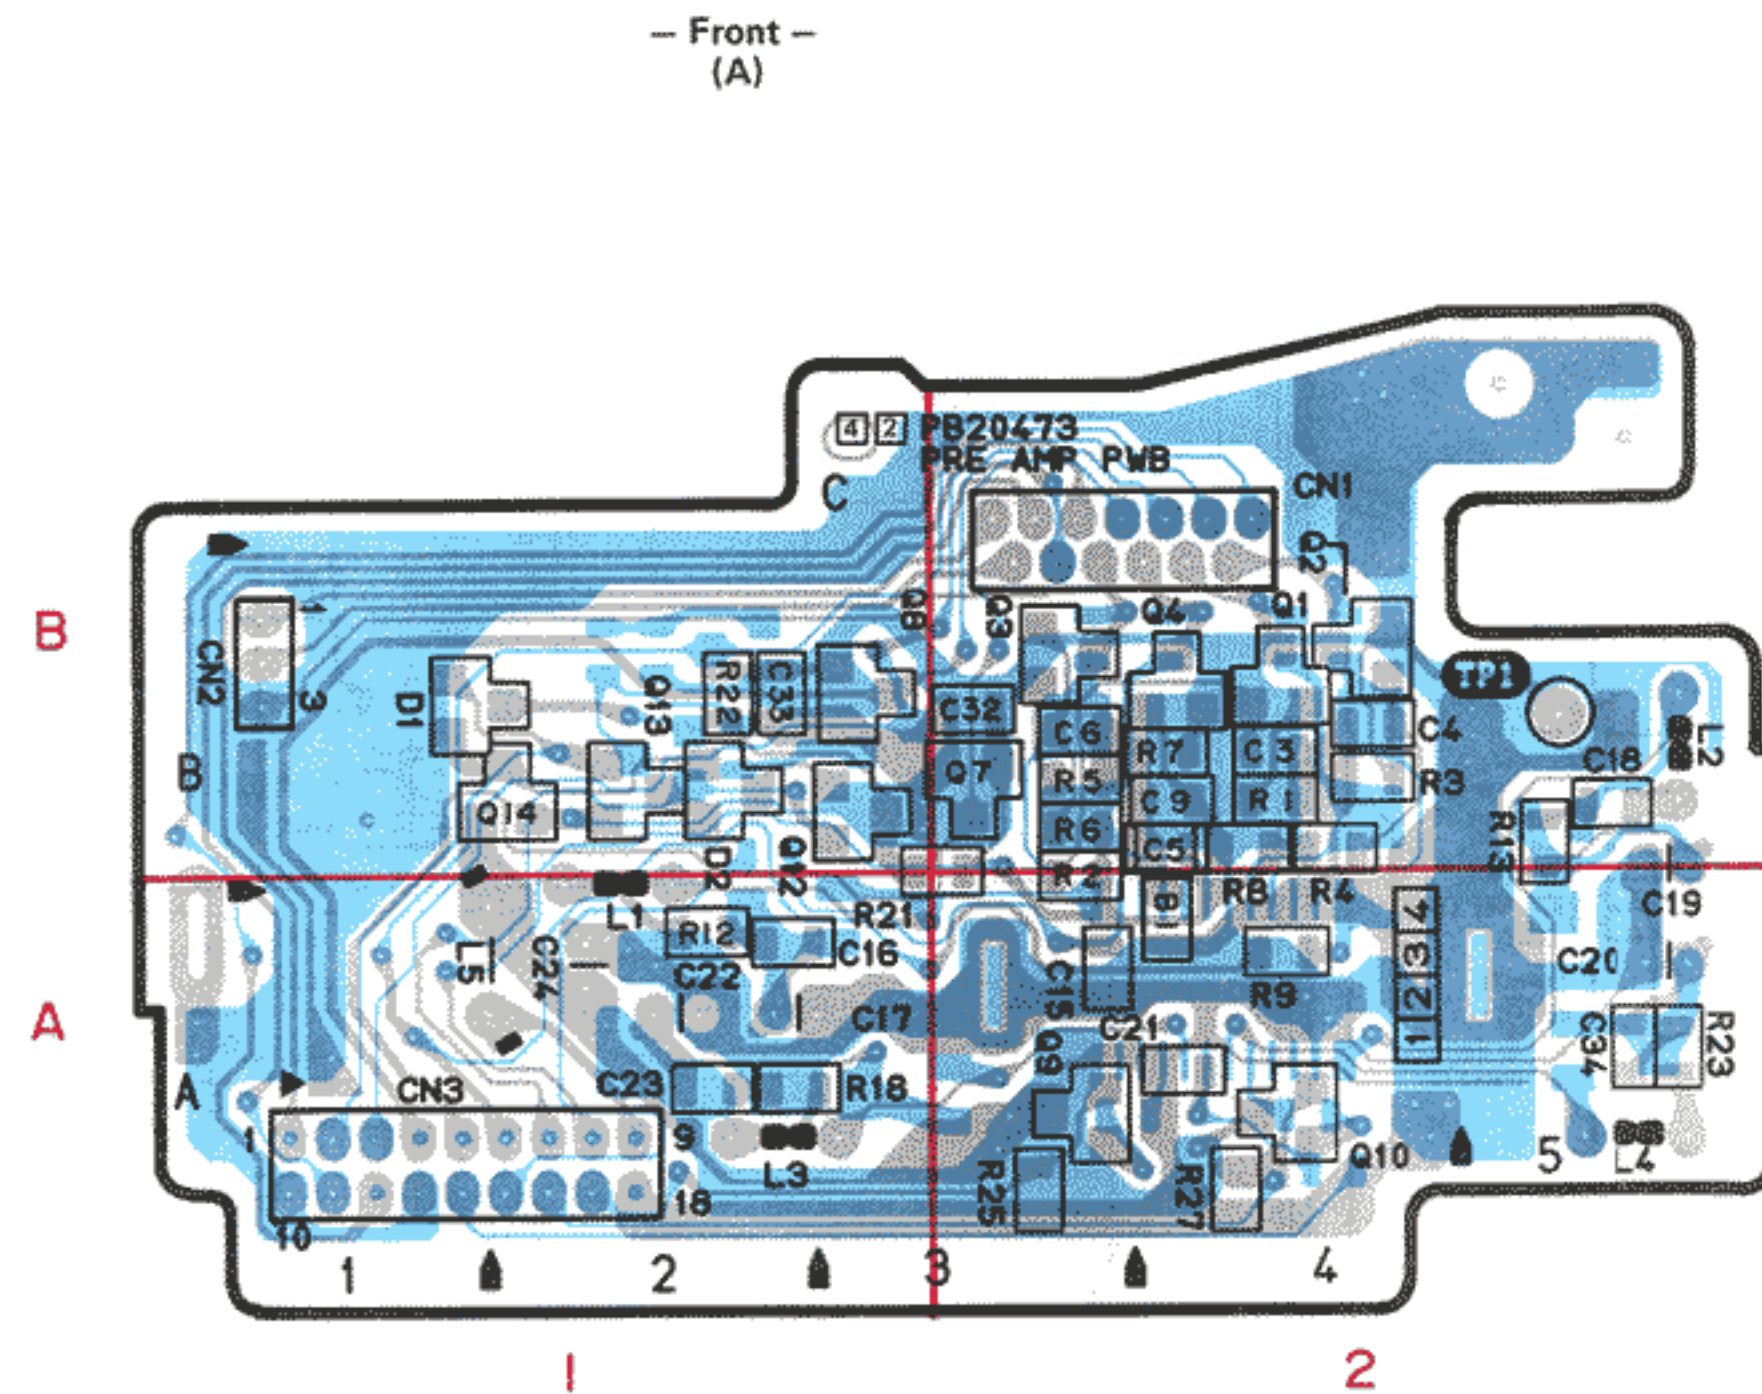 — Front —
(A)
4 2 PB20473
PRE AMP PWB
C
CN1
Q2
B
1
CN2
3
Q8
Q3
Q4
Q1
TP1
D1
Q13
R22
C33
C32
C6
R7
C3
C4
L2
B
Q7
R5
C9
R1
R3
C18
Q14
R6
C5
R13
D2
Q12
R2
R8
R4
L1
R21
B1
C19
L5
C24
R12
C16
4
3
2
1
C20
C22
C15
R9
A
C17
C21
Q9
C34
R23
A
CN3
C23
R18
1
9
L3
Q10
5
L4
18
R25
R27
10
1
2
3
4
1
2